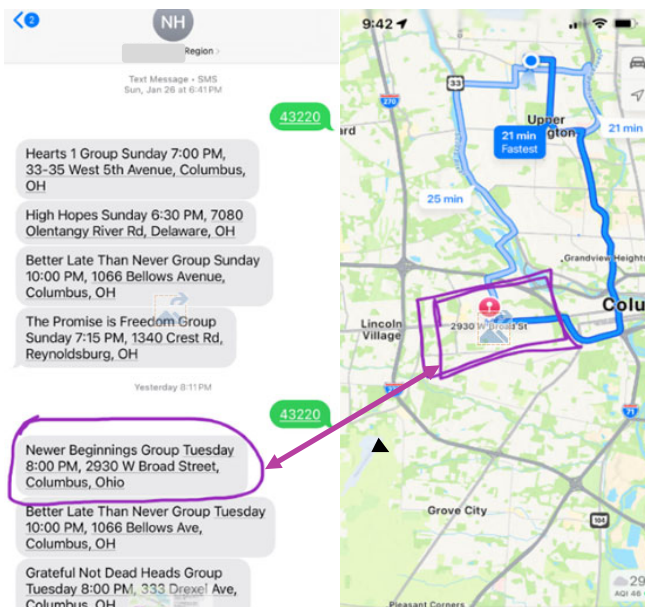 2
NH
Region
Text Message • SMS
Sun, Jan 26 at 6:41 PM
43220
Hearts 1 Group Sunday 7:00 PM,
33-35 West 5th Avenue, Columbus,
OH
High Hopes Sunday 6:30 PM, 7080
Olentangy River Rd, Delaware, OH
Better Late Than Never Group Sunday
10:00 PM, 1066 Bellows Avenue,
Columbus, OH
The Promise is Freedom Group
Sunday 7:15 PM, 1340 Crest Rd,
Reynoldsburg, OH
Yesterday 8:11 PM
43220
Newer Beginnings Group Tuesday
8:00 PM, 2930 W Broad Street,
Columbus, Ohio
Better Late Than Never Group Tuesday
10:00 PM, 1066 Bellows Ave,
Columbus, OH
Grateful Not Dead Heads Group
Tuesday 8:00 PM, 333 Drexel Ave,
Columbus, OH
9:42
33
270
Upper
21 min
Fastest
gton
21 min
25 min
Grandview Heights
Colu
2930 W Broad St
Lincoln
Village
71
Grove City
104
29
AQI 46
Pleasant Corners